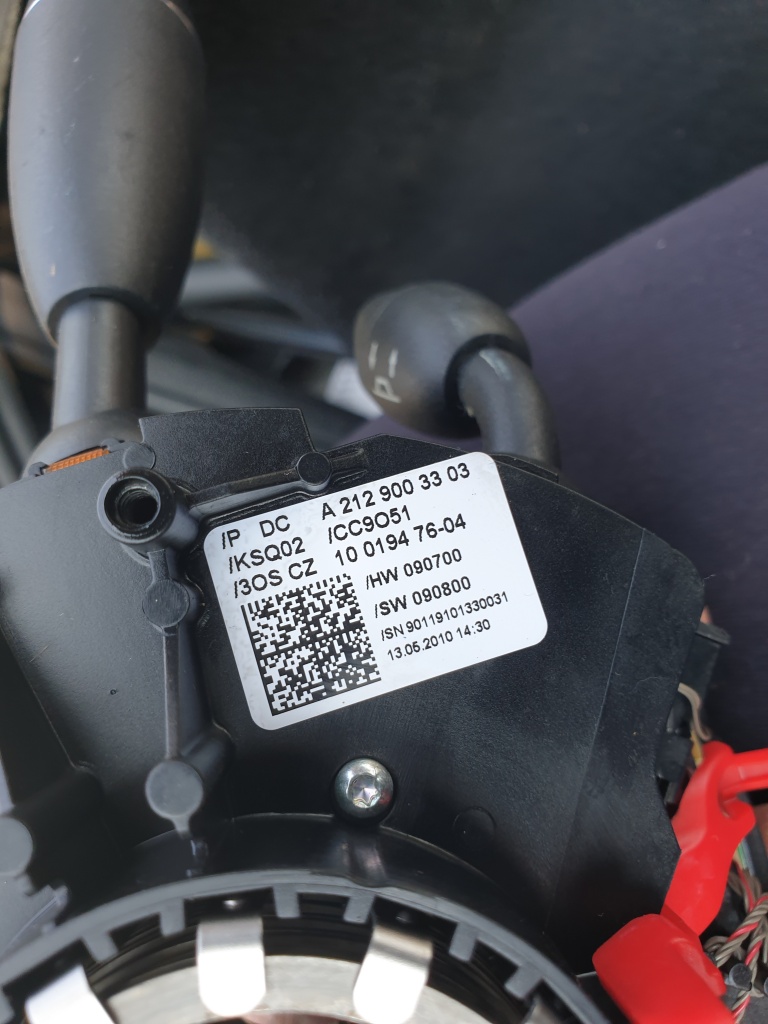 /P DC A 212 900 33 03
/KSQ02 /CC9O51
/3OS CZ 10 0194 76-04
/HW 090700
/SW 090800
/SN 90119101330031
13.05.2010 14:30
P